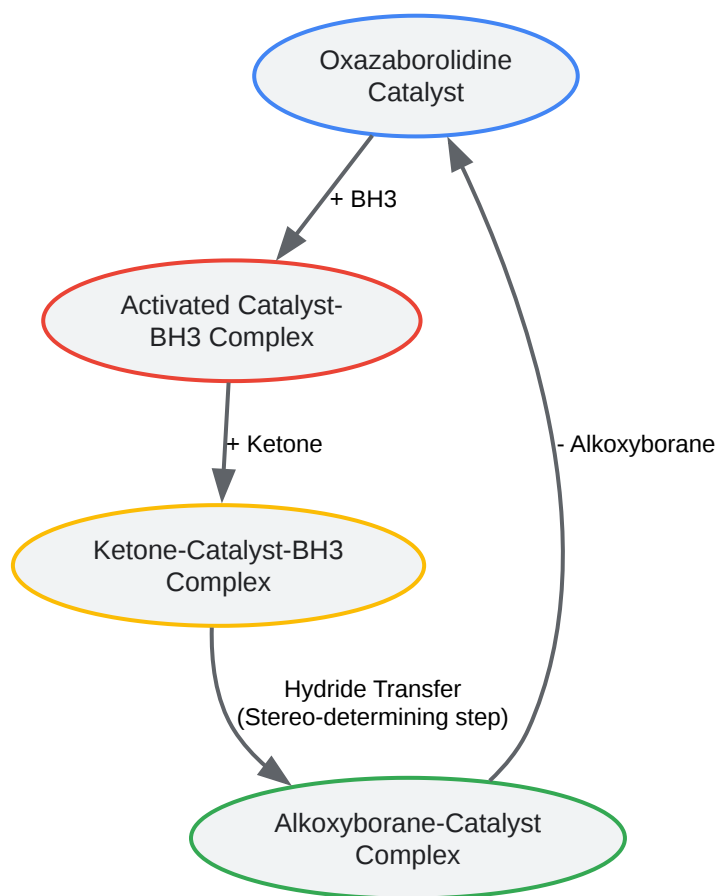 Oxazaborolidine
Catalyst
+ BH3
Activated Catalyst-
BH3 Complex
+ Ketone
- Alkoxyborane
Ketone-Catalyst-BH3
Complex
Hydride Transfer
(Stereo-determining step)
Alkoxyborane-Catalyst
Complex